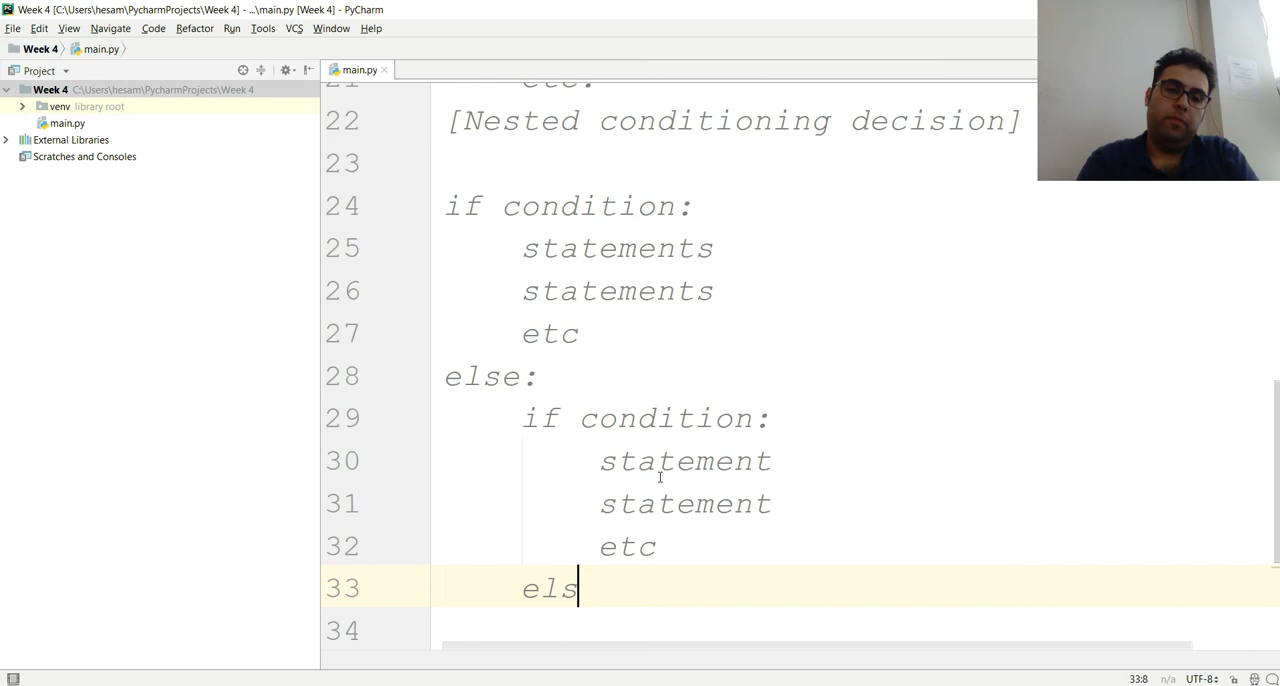 Week 4 [C:\Users\hesam\PycharmProjects\Week 4] - ...\main.py [Week 4] - PyCharm
File Edit View Navigate Code Refactor Run Tools VCS Window Help
Week 4 main.py
Project
main.py
Week 4 C:\Users\hesam\PycharmProjects\Week 4
venv library root
main.py
External Libraries
Scratches and Consoles
21 etc.
22 [Nested conditioning decision]
23
24 if condition:
25 statements
26 statements
27 etc
28 else:
29 if condition:
30 statement
31 statement
32 etc
33 els
34
33:8 n/a UTF-8